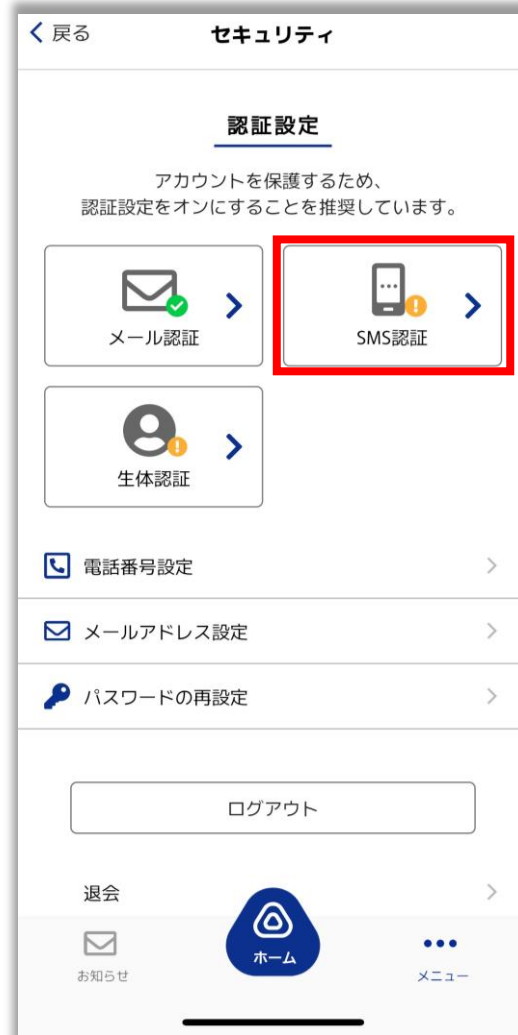 戻る
セキュリティ
認証設定
アカウントを保護するため、
認証設定をオンにすることを推奨しています。
メール認証
SMS認証
生体認証
電話番号設定
メールアドレス設定
パスワードの再設定
ログアウト
退会
お知らせ
ホーム
メニュー